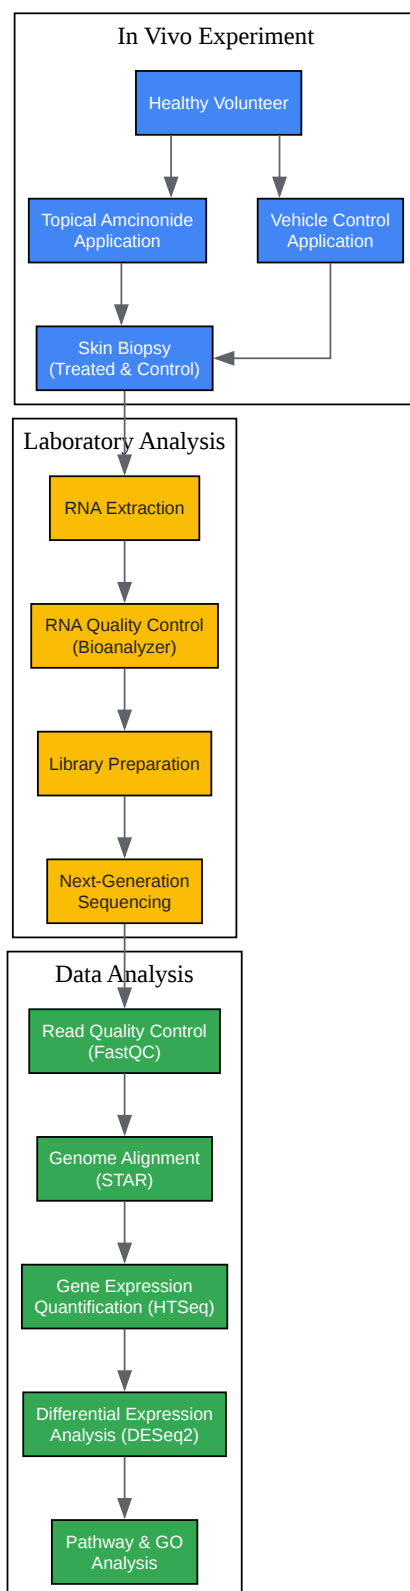 In Vivo Experiment
Healthy Volunteer
Topical Amcinonide
Application
Vehicle Control
Application
Skin Biopsy
(Treated & Control)
Laboratory Analysis
RNA Extraction
RNA Quality Control
(Bioanalyzer)
Library Preparation
Next-Generation
Sequencing
Data Analysis
Read Quality Control
(FastQC)
Genome Alignment
(STAR)
Gene Expression
Quantification (HTSeq)
Differential Expression
Analysis (DESeq2)
Pathway & GO
Analysis